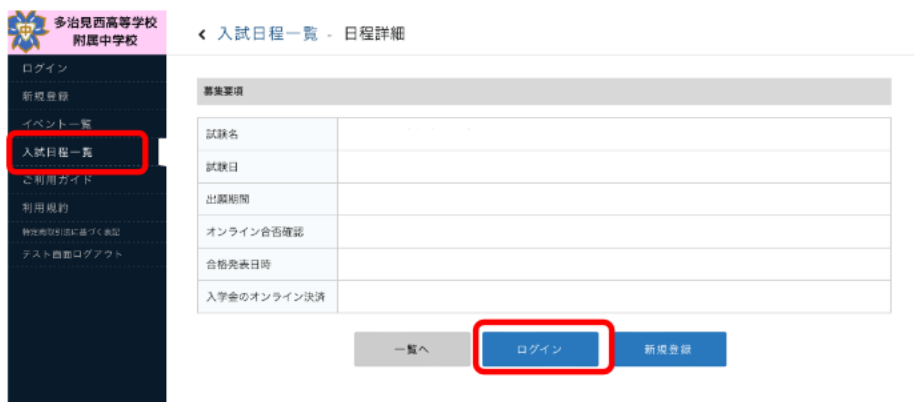 多治見西高等学校
附属中学校
ログイン
新規登録
イベント一覧
入試日程一覧
ご利用ガイド
利用規約
特定商取引法に基づく表記
テスト画面ログアウト
‹ 入試日程一覧 - 日程詳細
募集要項
試験名
試験日
出願期間
オンライン合否確認
合格発表日時
入学金のオンライン決済
一覧へ ログイン 新規登録